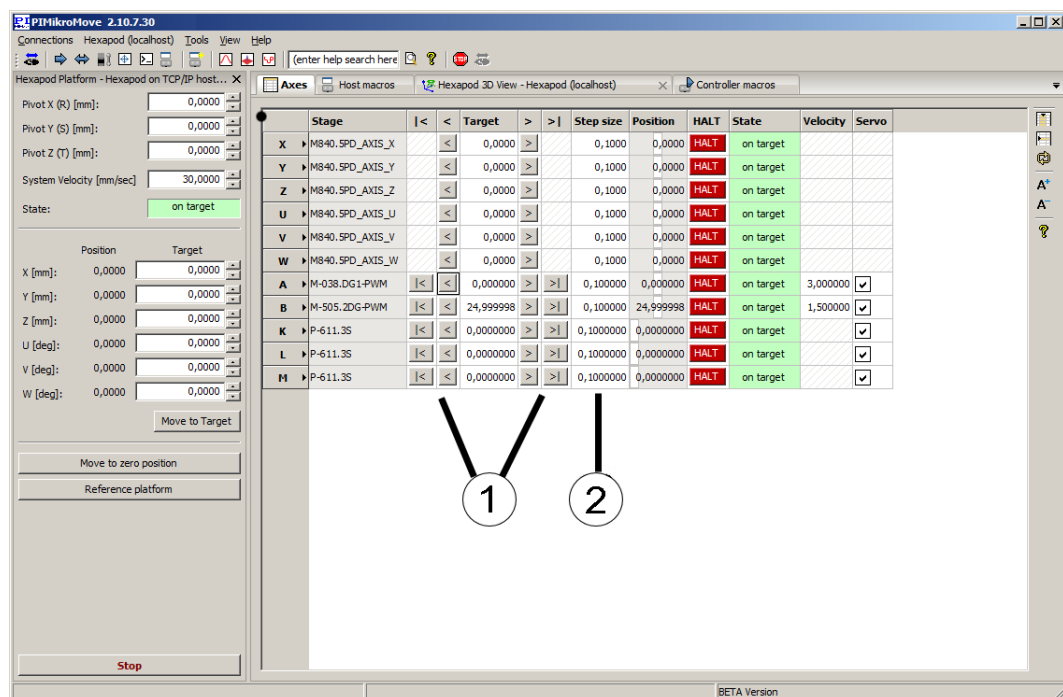 PIMikroMove 2.10.7.30
Connections Hexapod (localhost) Tools View Help
(enter help search here STOP
Hexapod Platform - Hexapod on TCP/IP host... X
Axes Host macros Hexapod 3D View - Hexapod (localhost) Controller macros
Pivot X (R) [mm]: 0,0000
Pivot Y (S) [mm]: 0,0000
Pivot Z (T) [mm]: 0,0000
System Velocity [mm/sec] 30,0000
State: on target
Position Target
X [mm]: 0,0000 0,0000
Y [mm]: 0,0000 0,0000
Z [mm]: 0,0000 0,0000
U [deg]: 0,0000 0,0000
V [deg]: 0,0000 0,0000
W [deg]: 0,0000 0,0000
Move to Target
Move to zero position
Reference platform
Stop
Stage |< < Target > >| Step size Position HALT State Velocity Servo
X M840.5PD_AXIS_X < 0,0000 > 0,1000 0,0000 HALT on target
Y M840.5PD_AXIS_Y < 0,0000 > 0,1000 0,0000 HALT on target
Z M840.5PD_AXIS_Z < 0,0000 > 0,1000 0,0000 HALT on target
U M840.5PD_AXIS_U < 0,0000 > 0,1000 0,0000 HALT on target
V M840.5PD_AXIS_V < 0,0000 > 0,1000 0,0000 HALT on target
W M840.5PD_AXIS_W < 0,0000 > 0,1000 0,0000 HALT on target
A M-038.DG1-PWM |< < 0,000000 > >| 0,100000 0,000000 HALT on target 3,000000
B M-505.2DG-PWM |< < 24,999998 > >| 0,100000 24,999998 HALT on target 1,500000
K P-611.3S |< < 0,0000000 > >| 0,1000000 0,0000000 HALT on target
L P-611.3S |< < 0,0000000 > >| 0,1000000 0,0000000 HALT on target
M P-611.3S |< < 0,0000000 > >| 0,1000000 0,0000000 HALT on target
1 2
A+
A-
BETA Version